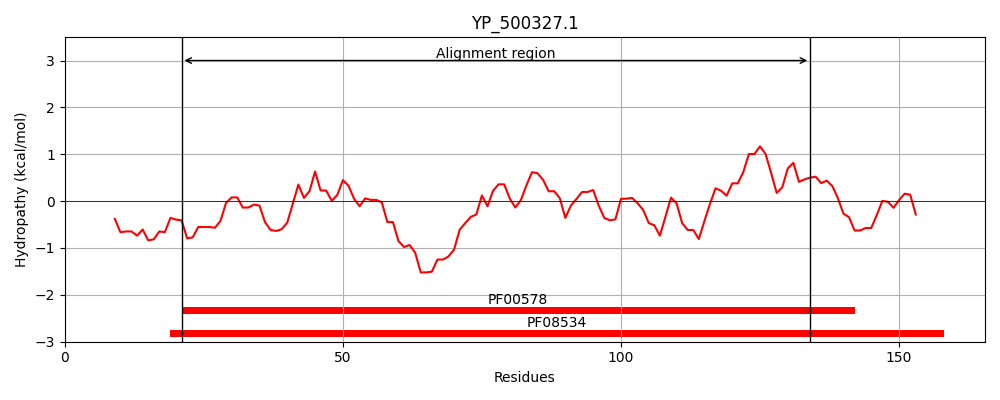 YP_500327.1
Hydropathy (kcal/mol)
3
2
1
0
−1
−2
−3
Alignment region
PF00578
PF08534
0
50
100
150
Residues